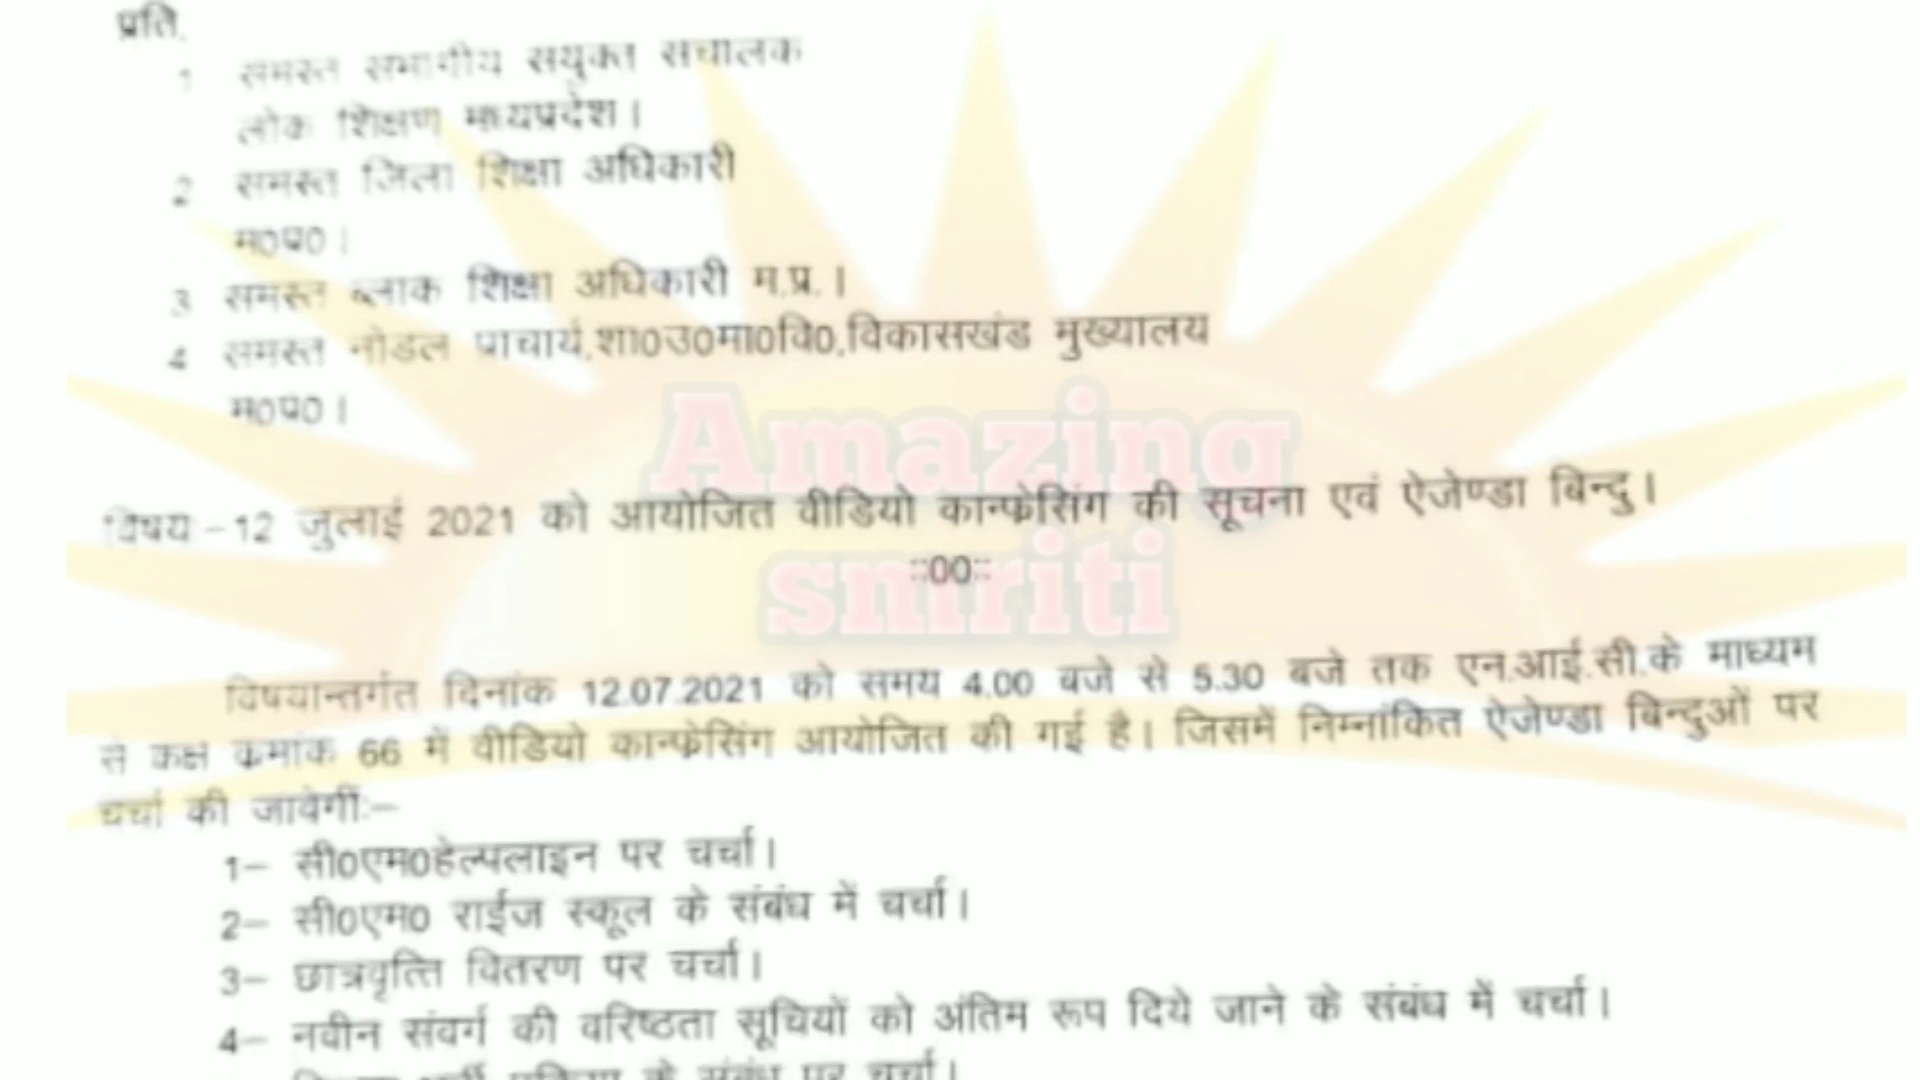 प्रति,
1 समस्त संभागीय संयुक्त संचालक
लोक शिक्षण मध्यप्रदेश।
2 समस्त जिला शिक्षा अधिकारी
म0प्र0।
3 समस्त ब्लाक शिक्षा अधिकारी म.प्र.।
4 समस्त नोडल प्राचार्य,शा0उ0मा0वि0,विकासखंड मुख्यालय
म0प्र0।
Amazing
विषय:–12 जुलाई 2021 को आयोजित वीडियो कान्फ्रेसिंग की सूचना एवं ऐजेण्डा बिन्दु।
::00::
smriti
विषयान्तर्गत दिनांक 12.07.2021 को समय 4.00 बजे से 5.30 बजे तक एन.आई.सी.के माध्यम
से कक्ष क्रमांक 66 में वीडियो कान्फ्रेसिंग आयोजित की गई है। जिसमें निम्नांकित ऐजेण्डा बिन्दुओं पर
चर्चा की जावेगीं:–
1– सी0एम0हेल्पलाइन पर चर्चा।
2– सी0एम0 राईज स्कूल के संबंध में चर्चा।
3– छात्रवृत्ति वितरण पर चर्चा।
4– नवीन संवर्ग की वरिष्ठता सूचियों को अंतिम रूप दिये जाने के संबंध में चर्चा।
के संबंध पर चर्चा।